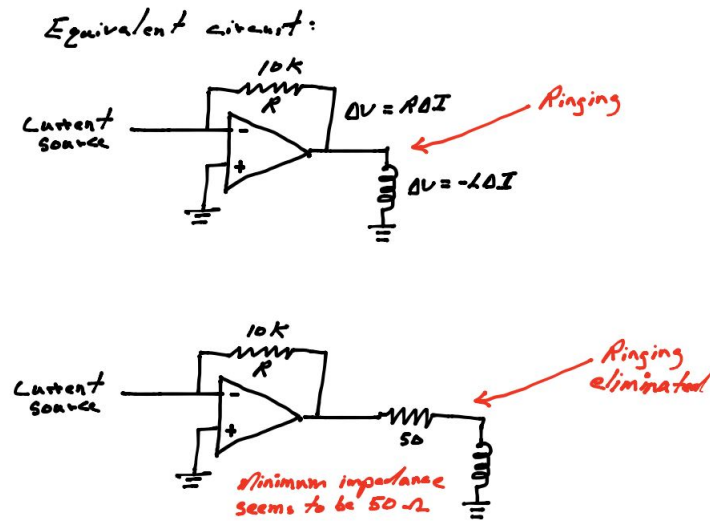 Equivalent circuit:
10K
R
ΔV = RΔI
Ringing
Current
source
-
+
ΔV = -LΔI
10K
R
Current
source
-
+
50
Ringing
eliminated
Minimum impedance
seems to be 50 Ω